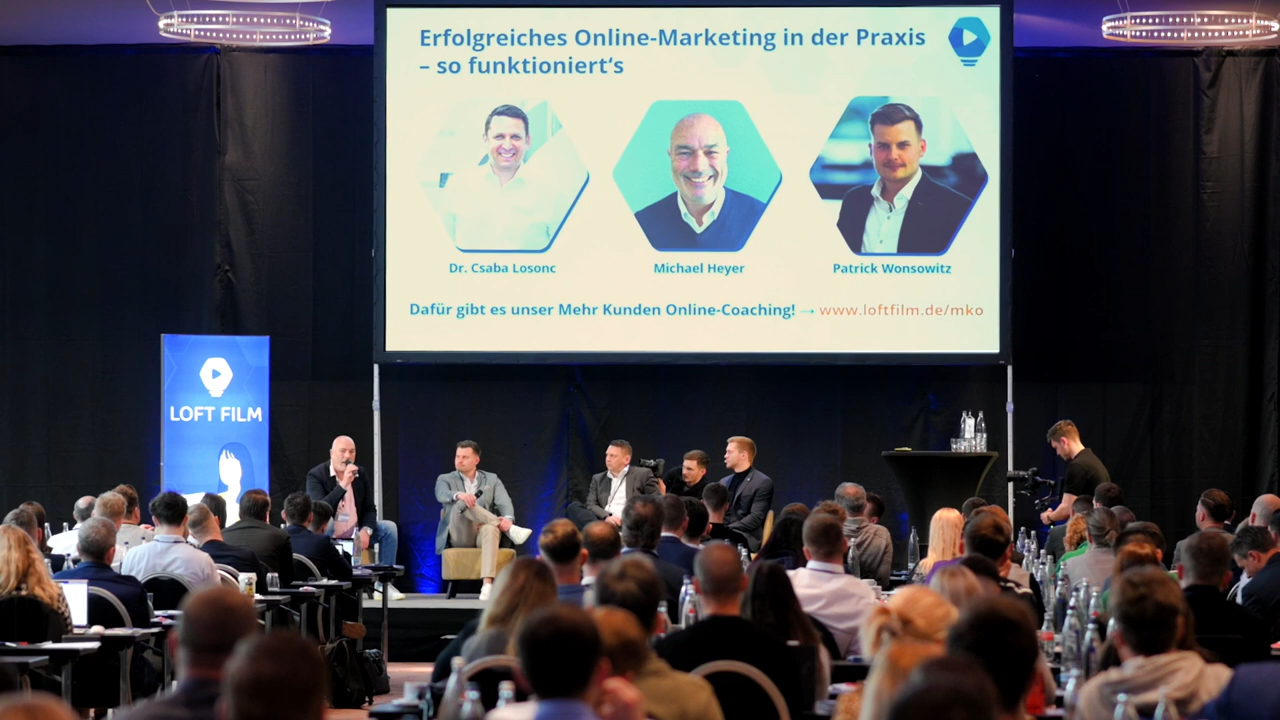 Erfolgreiches Online-Marketing in der Praxis
– so funktioniert‘s
Dr. Csaba Losonc
Michael Heyer
Patrick Wonsowitz
Dafür gibt es unser Mehr Kunden Online-Coaching! → www.loftfilm.de/mko
LOFT FILM